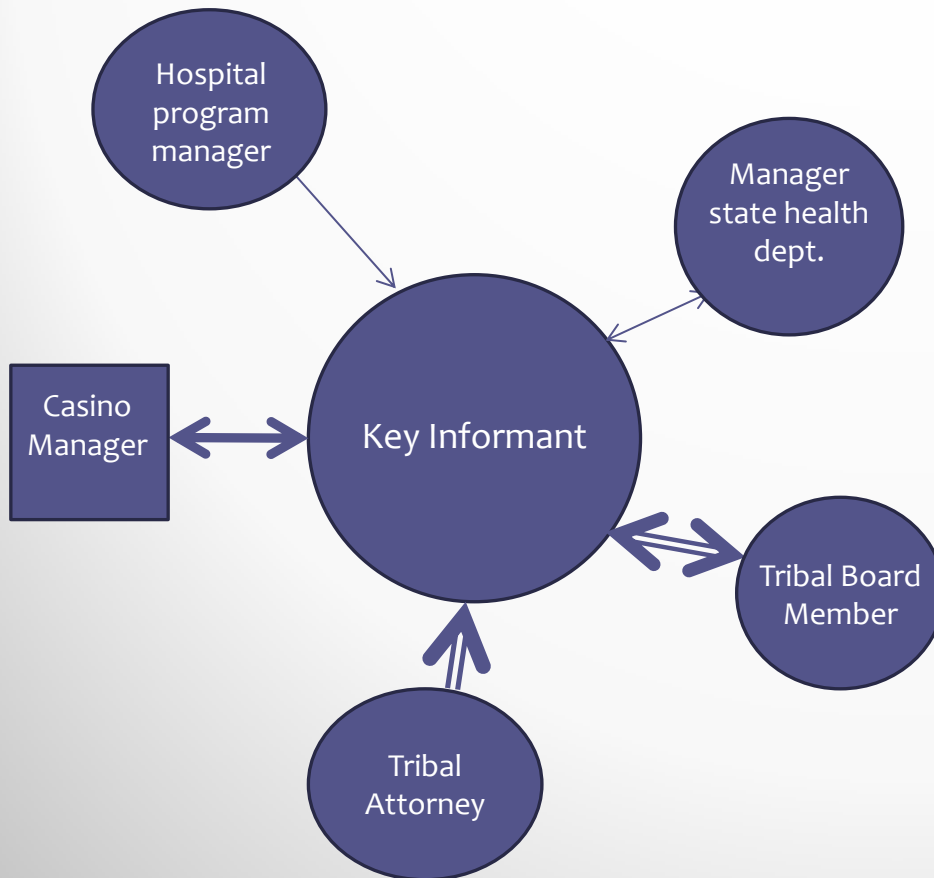 Hospital
program
manager
Manager
state health
dept.
Casino
Manager
Key Informant
Tribal Board
Member
Tribal
Attorney